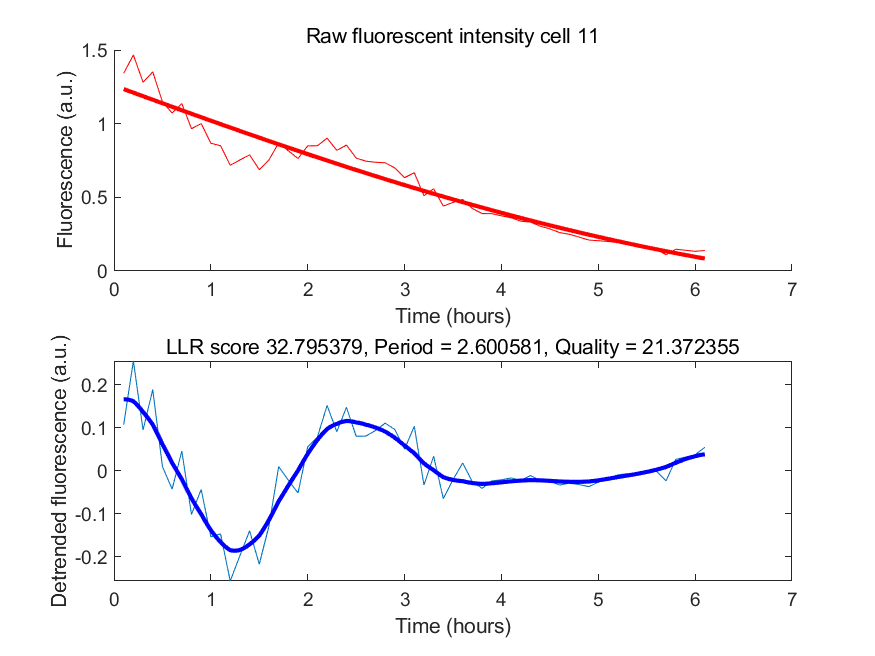 Raw fluorescent intensity cell 11
Fluorescence (a.u.)
1.5
1
0.5
0
0 1 2 3 4 5 6 7
Time (hours)
LLR score 32.795379, Period = 2.600581, Quality = 21.372355
Detrended fluorescence (a.u.)
0.2
0.1
0
-0.1
-0.2
0 1 2 3 4 5 6 7
Time (hours)